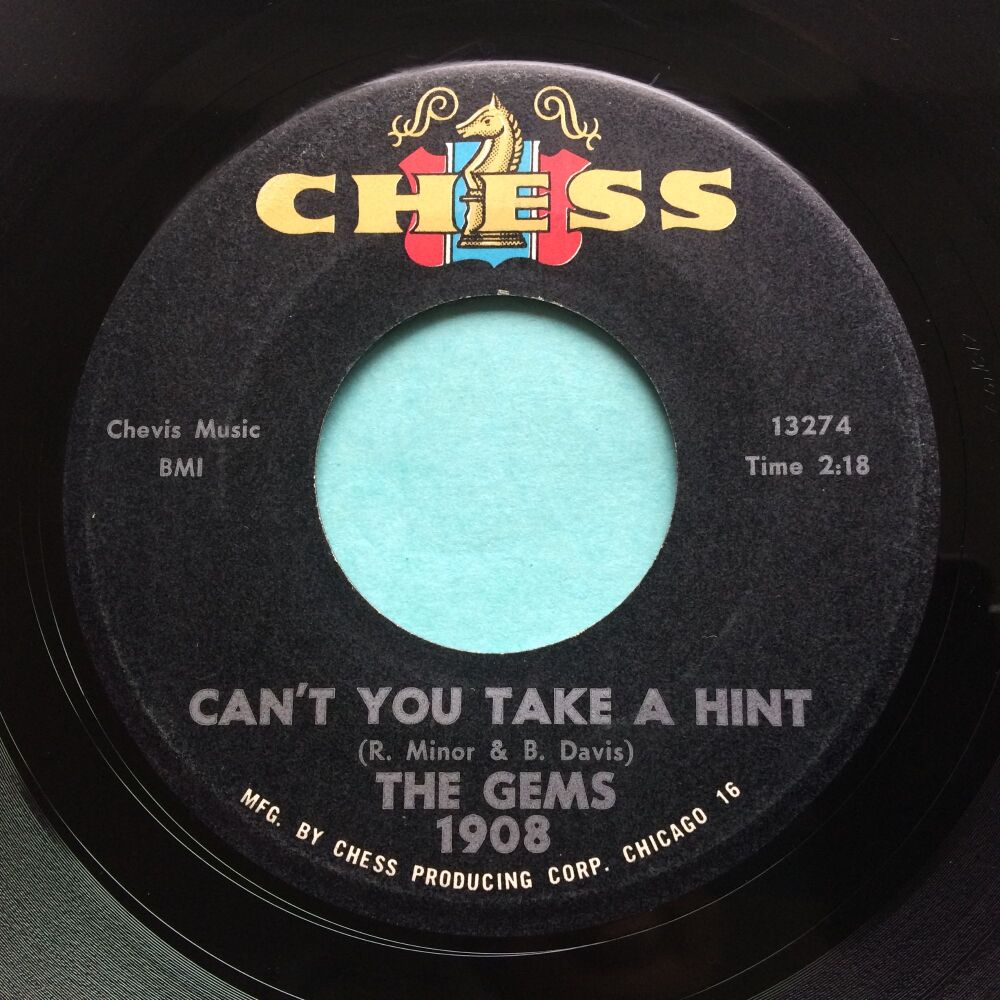 CHESS
Chevis Music
BMI
13274
Time 2:18
CAN'T YOU TAKE A HINT
(R. Minor & B. Davis)
THE GEMS
1908
MFG. BY CHESS PRODUCING CORP. CHICAGO 16